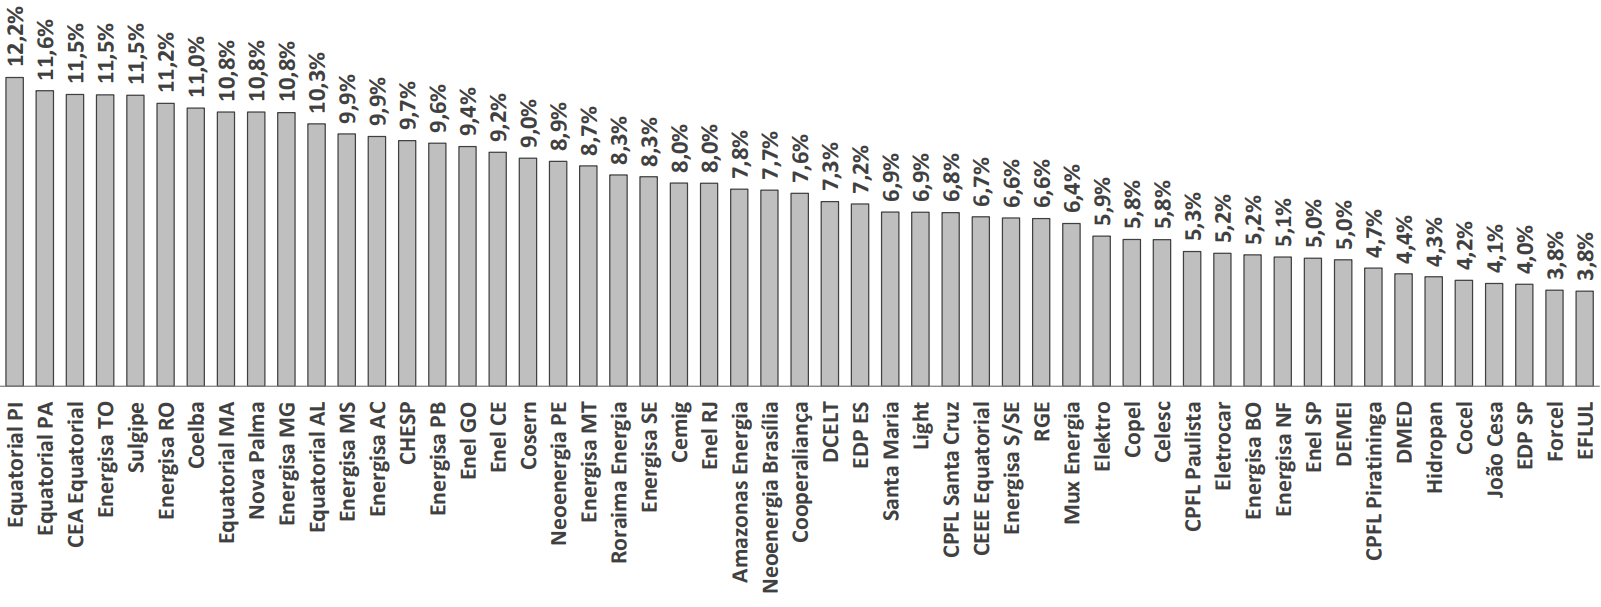 12,2%
11,6%
11,5%
11,5%
11,5%
11,2%
11,0%
10,8%
10,8%
10,8%
10,3%
9,9%
9,9%
9,7%
9,6%
9,4%
9,2%
9,0%
8,9%
8,7%
8,3%
8,3%
8,0%
8,0%
7,8%
7,7%
7,6%
7,3%
7,2%
6,9%
6,9%
6,8%
6,7%
6,6%
6,6%
6,4%
5,9%
5,8%
5,8%
5,3%
5,2%
5,2%
5,1%
5,0%
5,0%
4,7%
4,4%
4,3%
4,2%
4,1%
4,0%
3,8%
3,8%
Equatorial PI
Equatorial PA
CEA Equatorial
Energisa TO
Sulgipe
Energisa RO
Coelba
Equatorial MA
Nova Palma
Energisa MG
Equatorial AL
Energisa MS
Energisa AC
CHESP
Energisa PB
Enel GO
Enel CE
Cosern
Neoenergia PE
Energisa MT
Roraima Energia
Energisa SE
Cemig
Enel RJ
Amazonas Energia
Neoenergia Brasília
Cooperaliança
DCELT
EDP ES
Santa Maria
Light
CPFL Santa Cruz
CEEE Equatorial
Energisa S/SE
RGE
Mux Energia
Elektro
Copel
Celesc
CPFL Paulista
Eletrocar
Energisa BO
Energisa NF
Enel SP
DEMEI
CPFL Piratininga
DMED
Hidropan
Cocel
João Cesa
EDP SP
Forcel
EFLUL